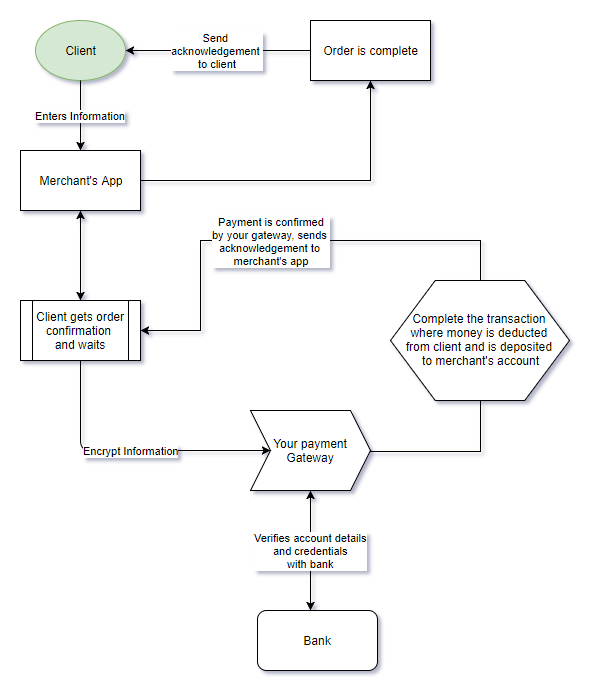 Client
Send
acknowledgement
to client
Order is complete
Enters Information
Merchant's App
Payment is confirmed
by your gateway, sends
acknowledgement to
merchant's app
Client gets order
confirmation
and waits
Complete the transaction
where money is deducted
from client and is deposited
to merchant's account
Encrypt Information
Your payment
Gateway
Verifies account details
and credentials
with bank
Bank